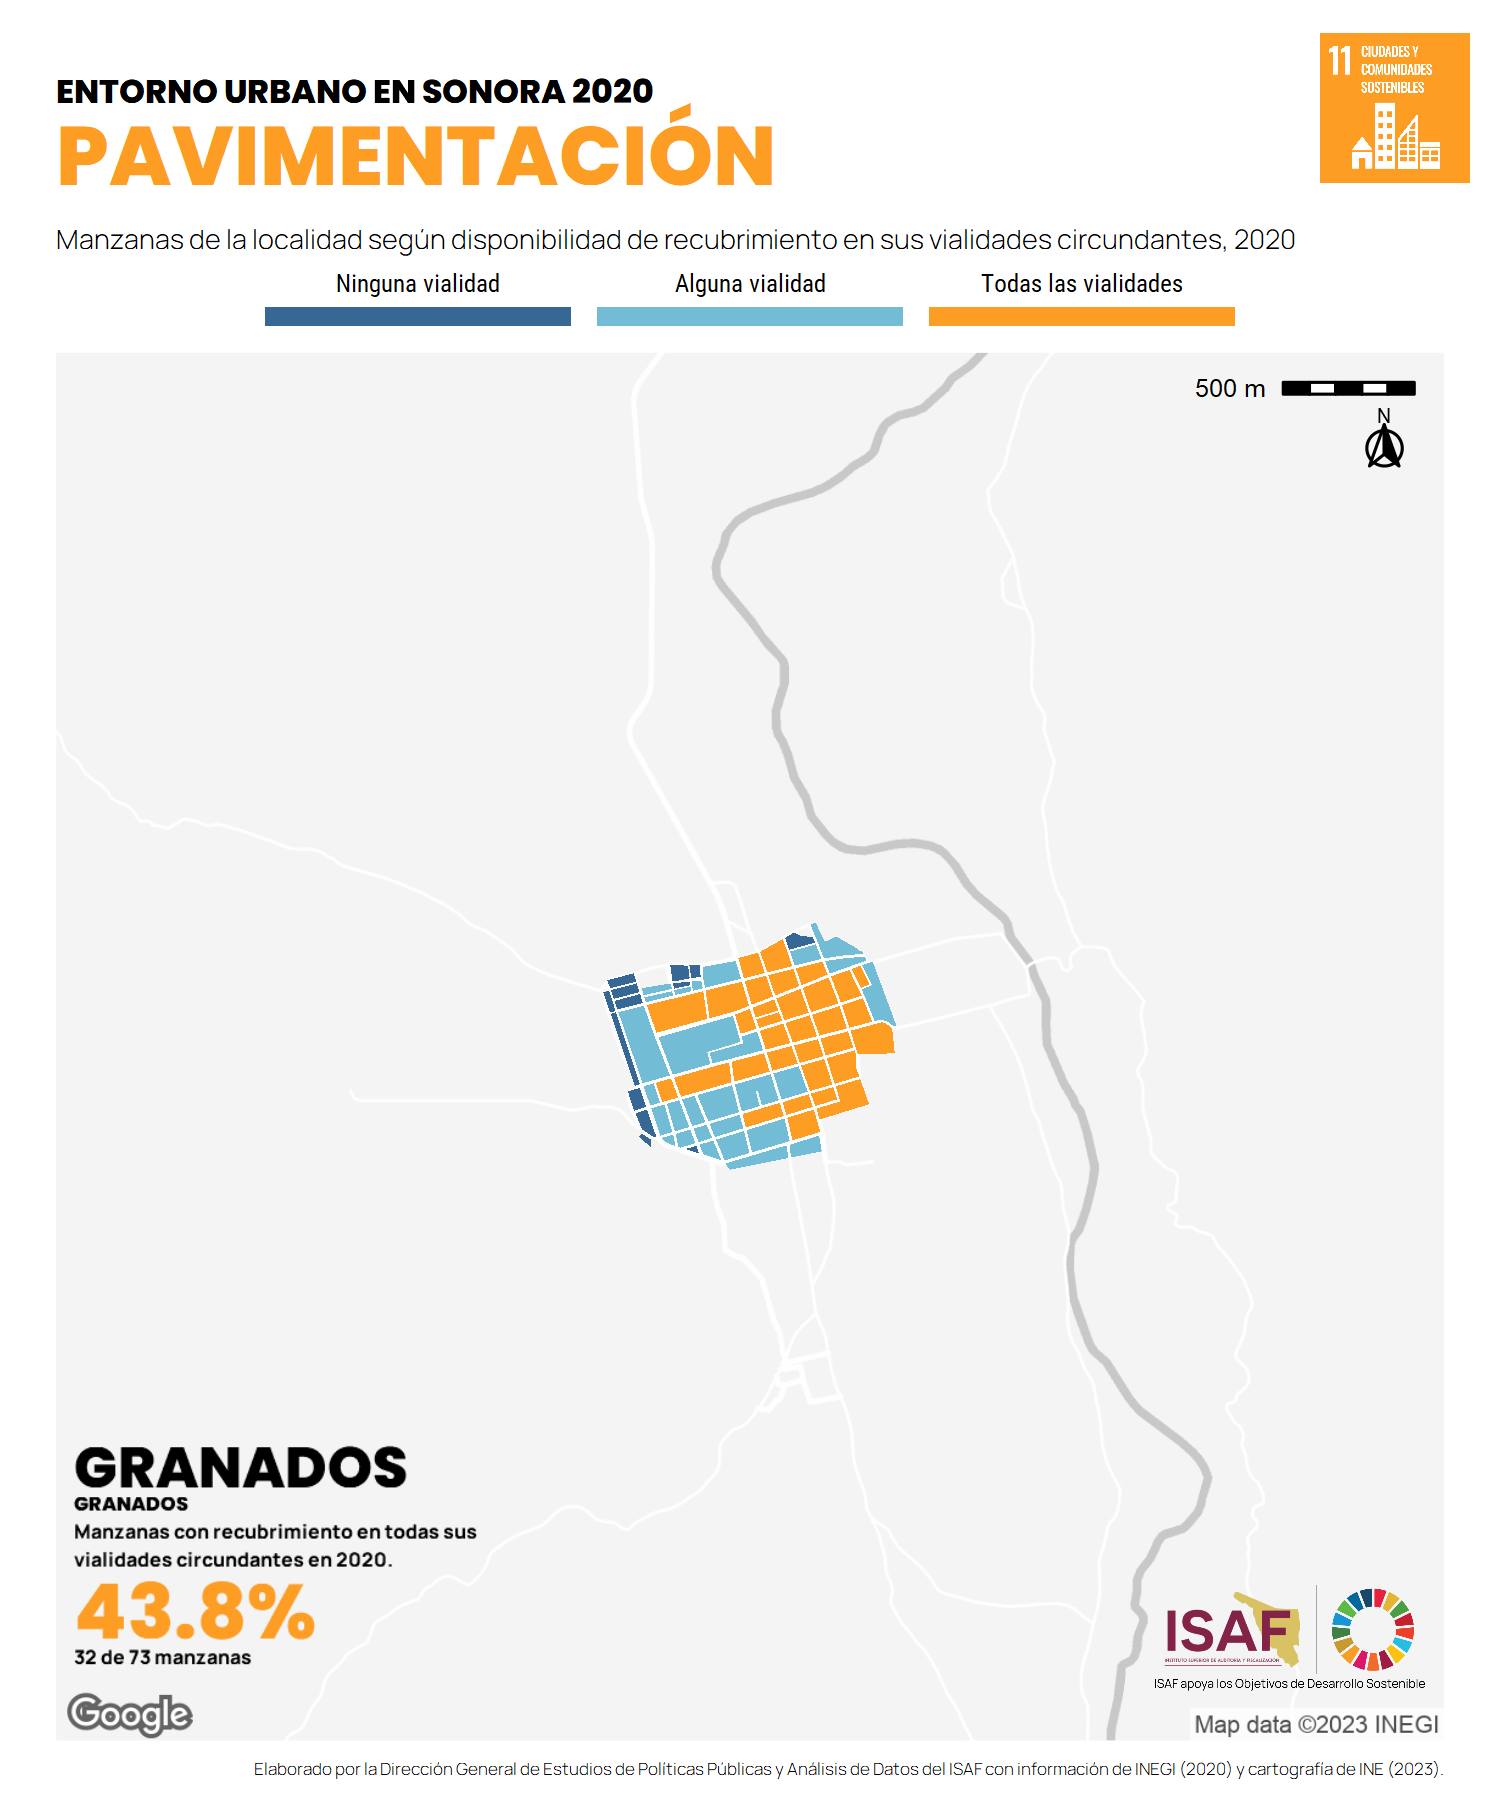 ENTORNO URBANO EN SONORA 2020
PAVIMENTACIÓN
11 CIUDADES Y
COMUNIDADES
SOSTENIBLES
Manzanas de la localidad según disponibilidad de recubrimiento en sus vialidades circundantes, 2020
Ninguna vialidad
Alguna vialidad
Todas las vialidades
500 m
N
GRANADOS
GRANADOS
Manzanas con recubrimiento en todas sus
vialidades circundantes en 2020.
43.8%
32 de 73 manzanas
Google
ISAF
INSTITUTO SUPERIOR DE AUDITORÍA Y FISCALIZACIÓN
ISAF apoya los Objetivos de Desarrollo Sostenible
Map data ©2023 INEGI
Elaborado por la Dirección General de Estudios de Políticas Públicas y Análisis de Datos del ISAF con información de INEGI (2020) y cartografía de INE (2023).